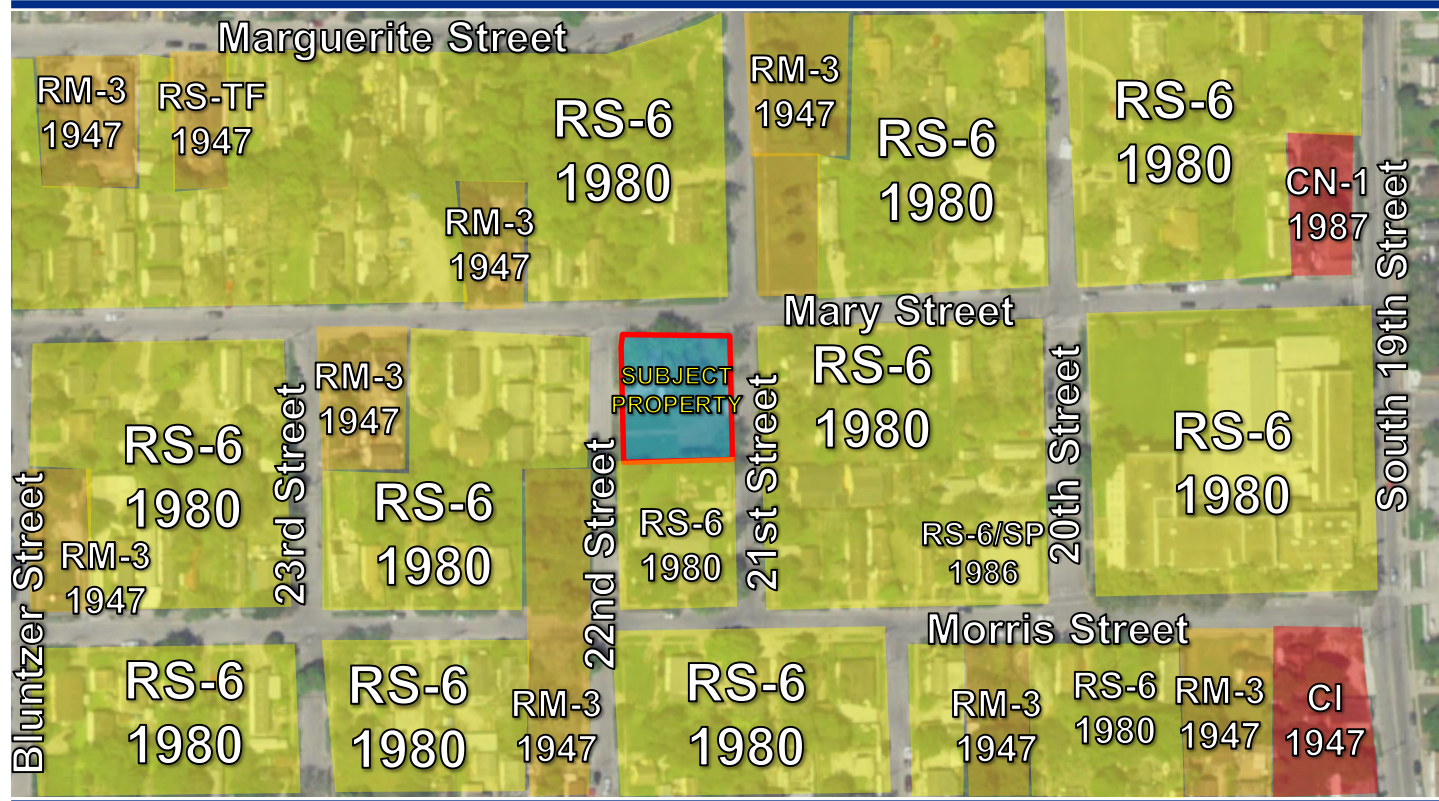 Marguerite Street
RM-3
1947
RS-TF
1947
RS-6
1980
RM-3
1947
RM-3
1947
RS-6
1980
RS-6
1980
CN-1
1987
South 19th Street
Mary Street
RS-6
1980
23rd Street
RM-3
1947
RS-6
1980
22nd Street
SUBJECT
PROPERTY
21st Street
RS-6
1980
RS-6
1980
RS-6/SP
1986
20th Street
RS-6
1980
Bluntzer Street
RM-3
1947
Morris Street
RS-6
1980
RS-6
1980
RM-3
1947
RS-6
1980
RM-3
1947
RS-6
1980
RM-3
1947
CI
1947